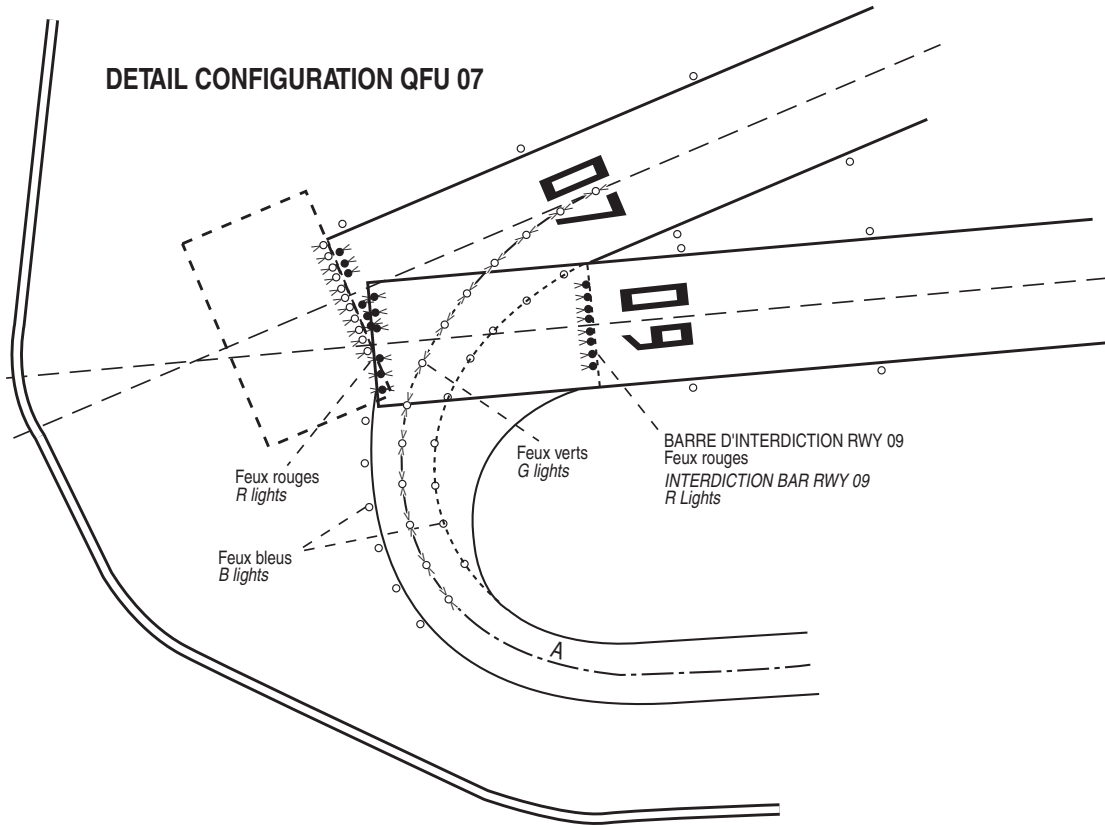 DETAIL CONFIGURATION QFU 07
07
09
Feux rouges
R lights
Feux verts
G lights
BARRE D'INTERDICTION RWY 09
Feux rouges
INTERDICTION BAR RWY 09
R Lights
Feux bleus
B lights
A